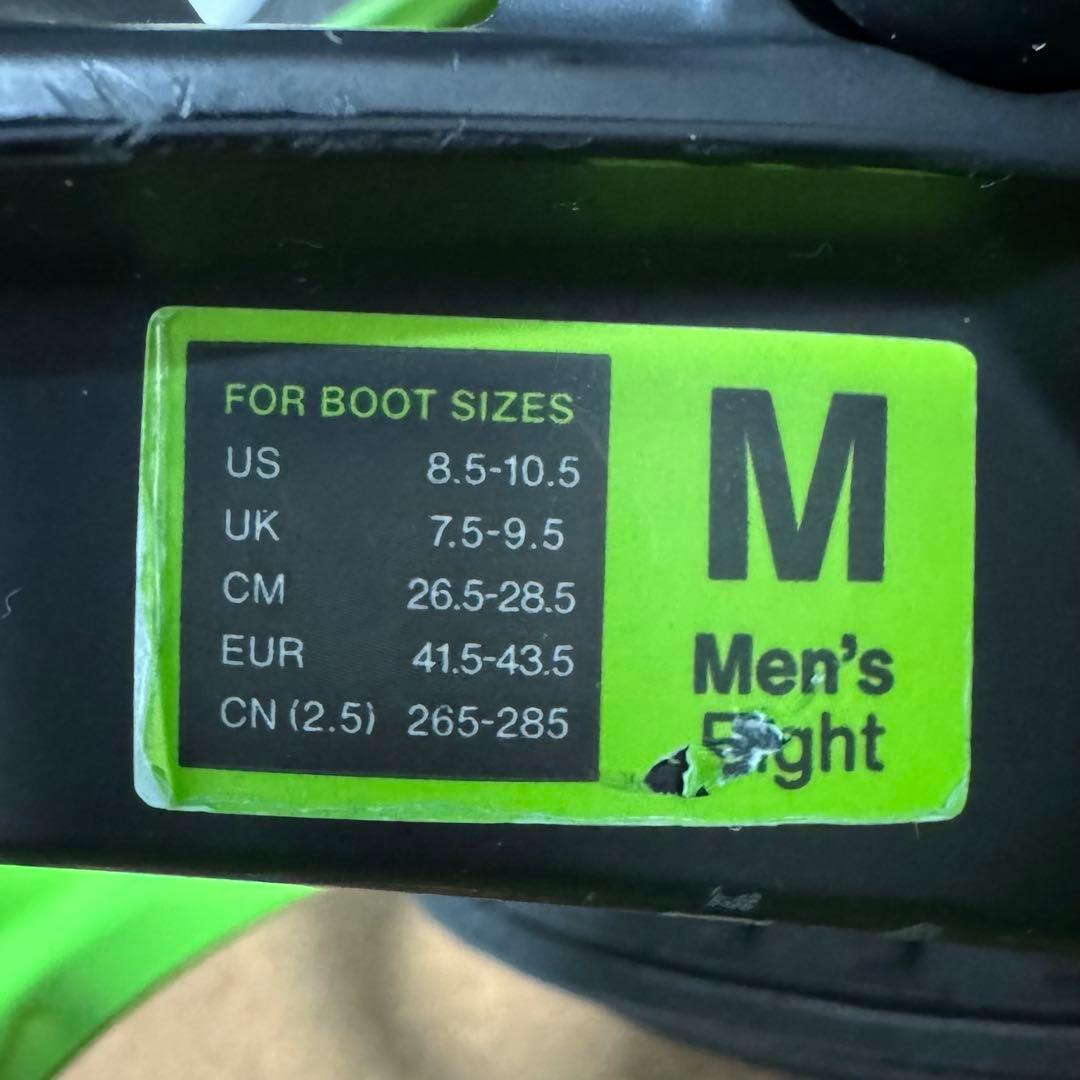 FOR BOOT SIZES
US 8.5-10.5
UK 7.5-9.5
CM 26.5-28.5
EUR 41.5-43.5
CN (2.5) 265-285
M
Men's